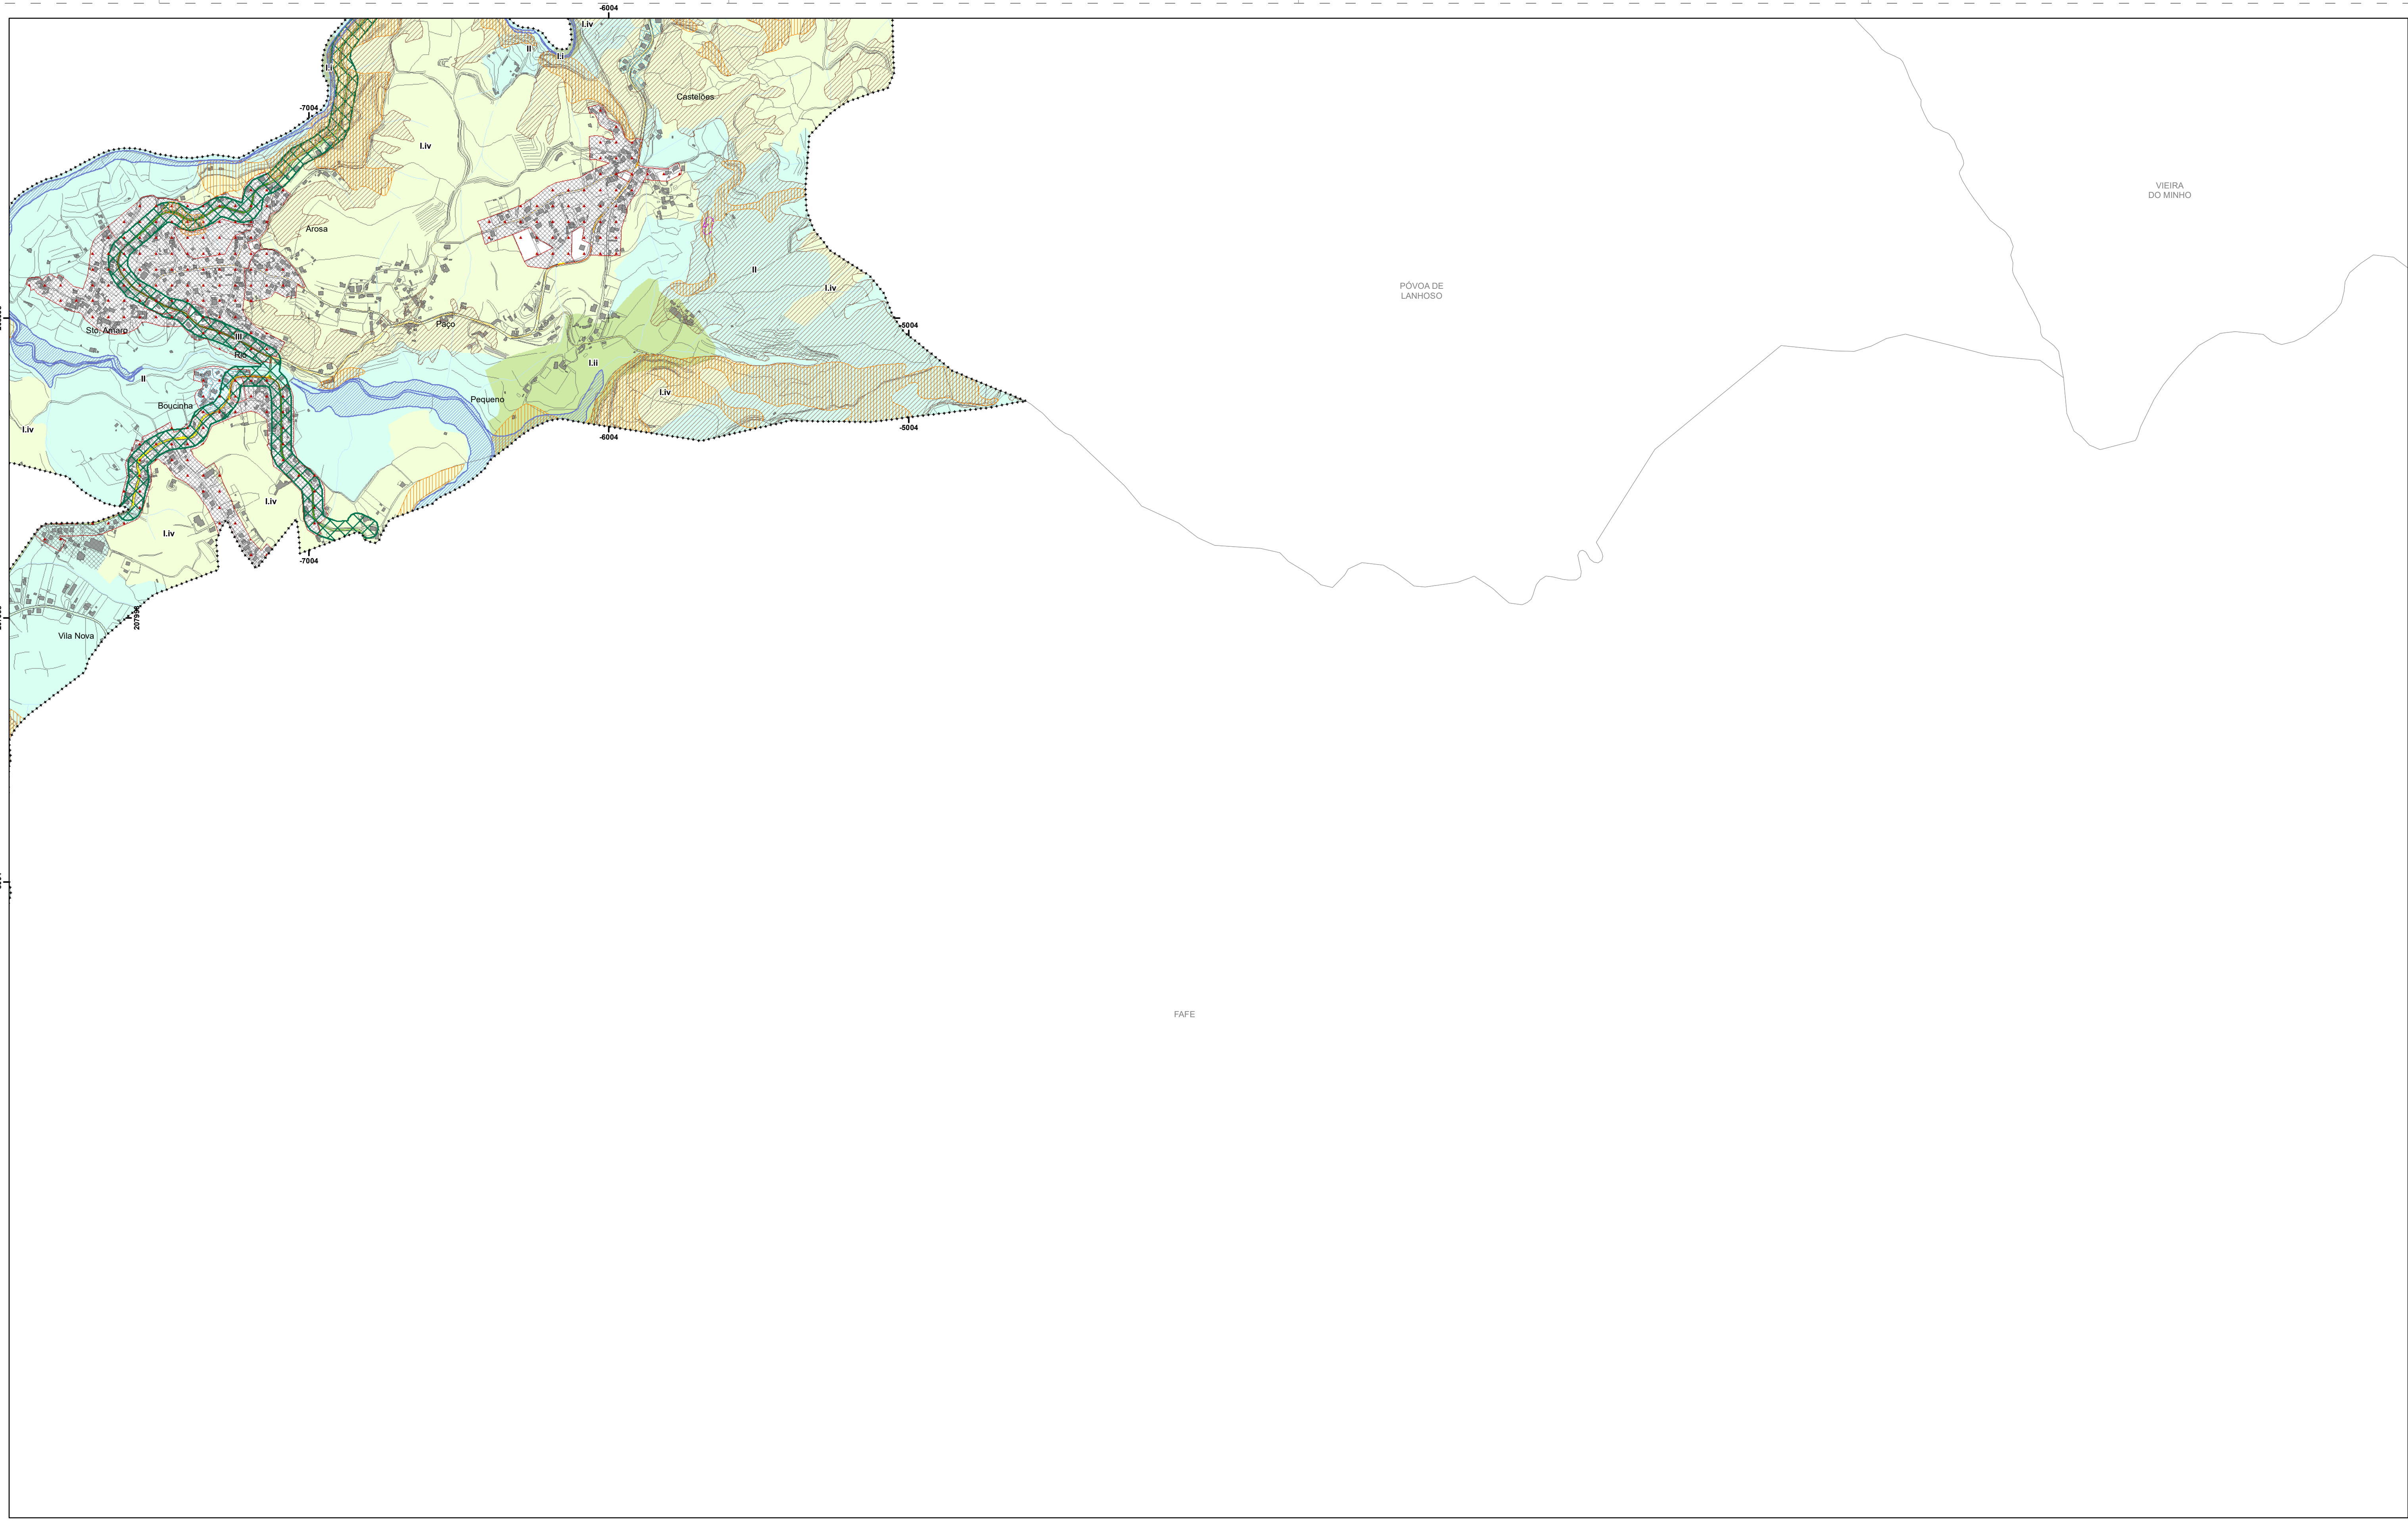 -6004
I.iv
II
I.i
I.i
Castelões
-7004
I.iv
VIEIRA
DO MINHO
Arosa
II
I.iv
PÓVOA DE
LANHOSO
Paço
-5004
Sto. Amaro
III
Rio
I.ii
II
I.iv
Pequeno
Boucinha
-5004
I.iv
-6004
I.iv
I.iv
-7004
207996
Vila Nova
FAFE